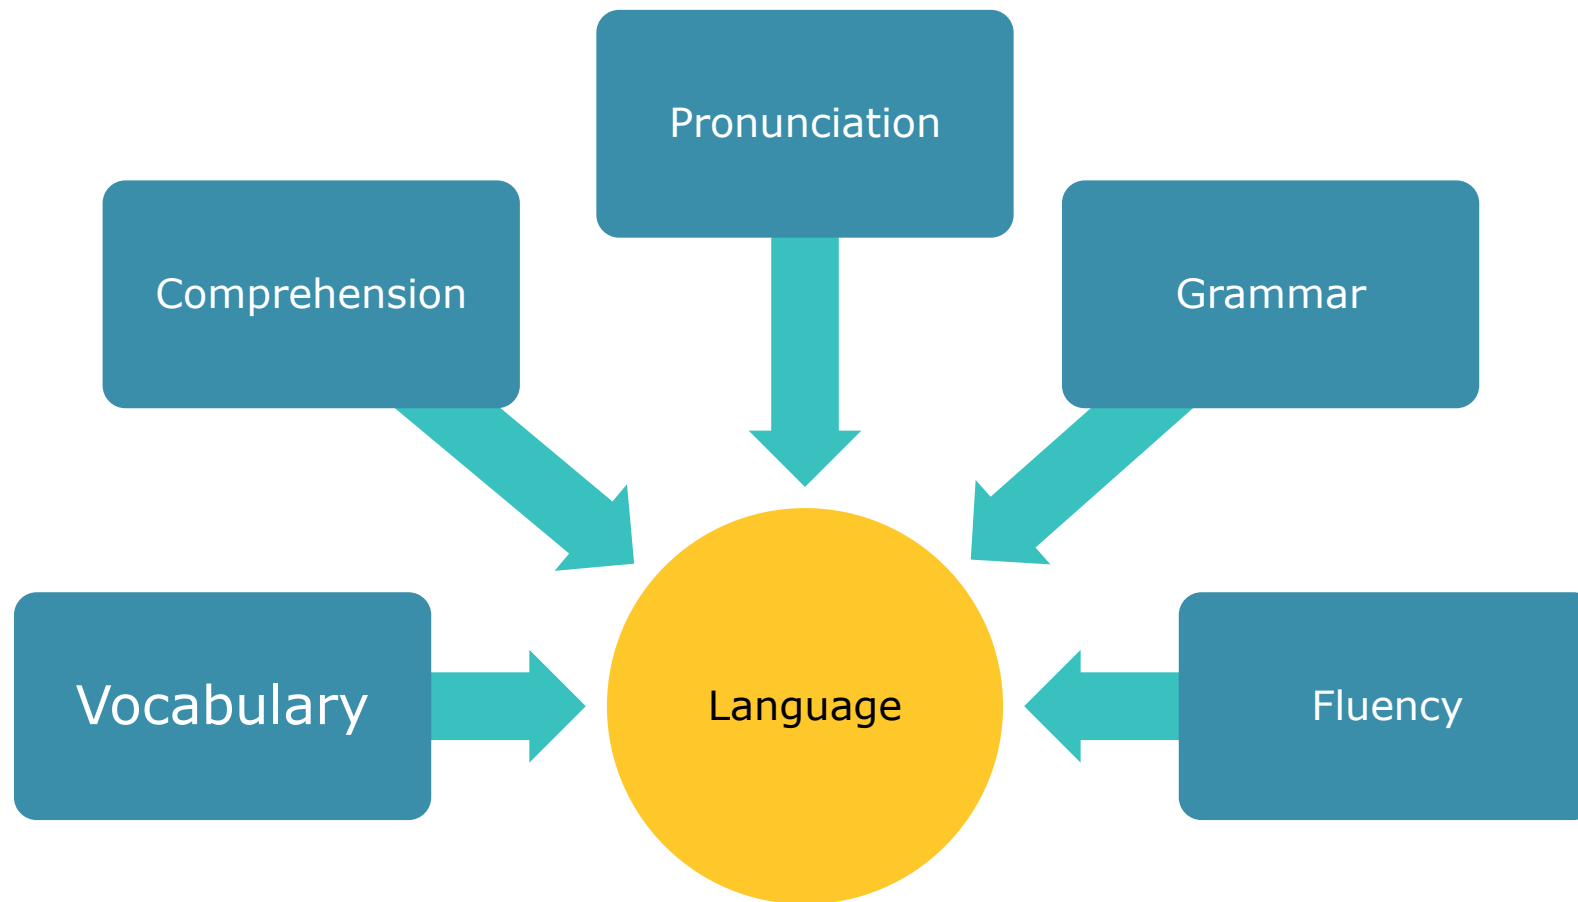 Pronunciation
Comprehension
Grammar
Vocabulary
Language
Fluency